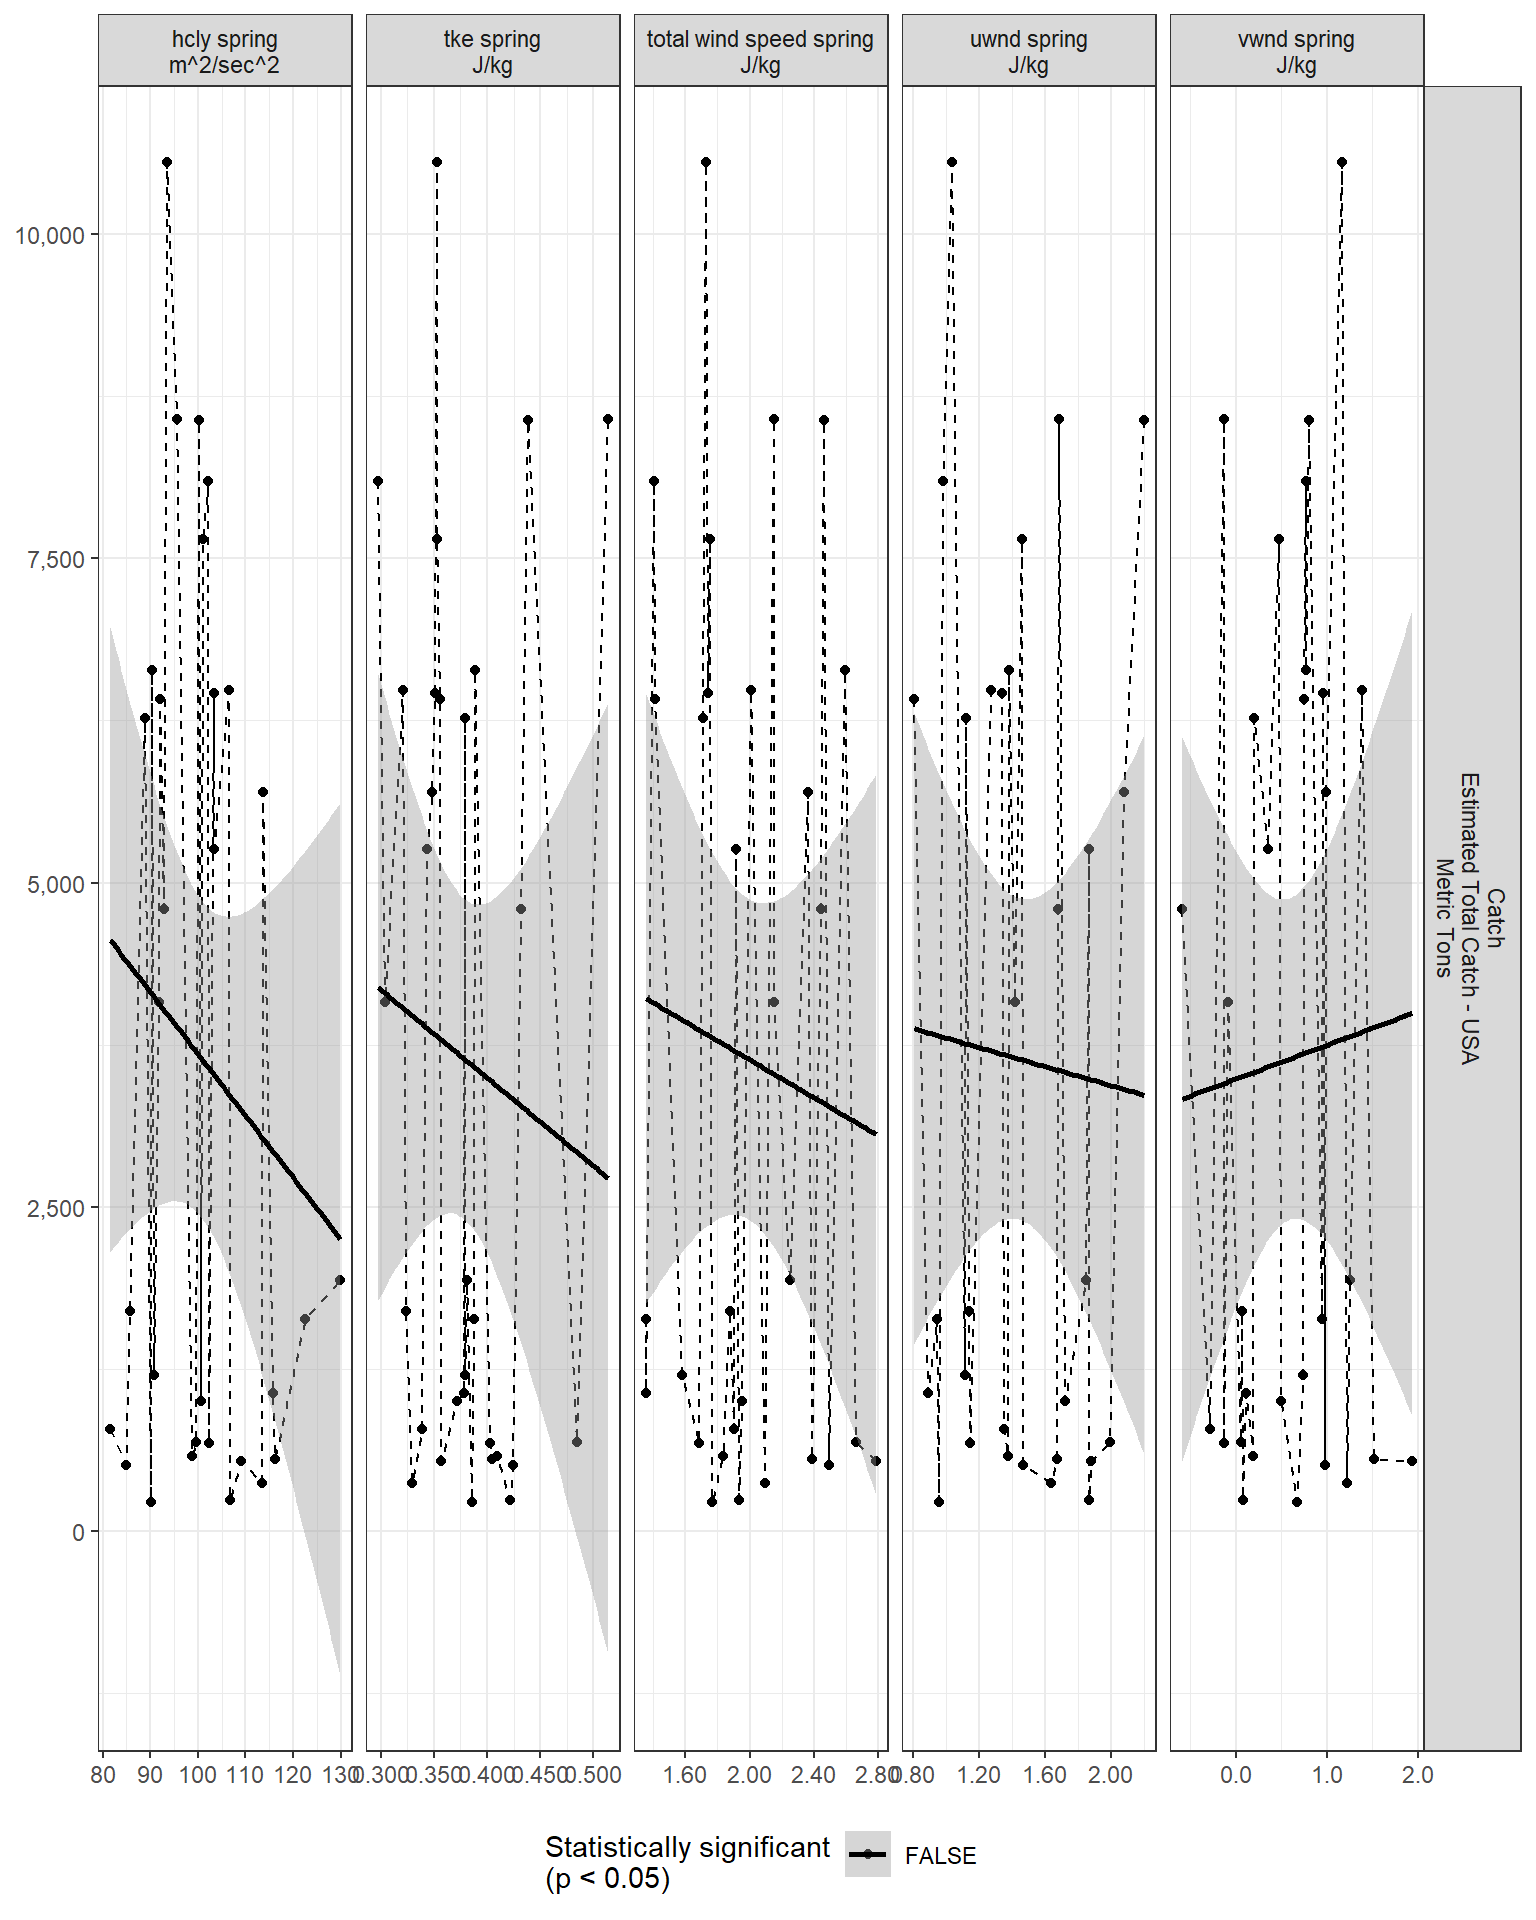 hcly spring
m^2/sec^2
tke spring
J/kg
total wind speed spring
J/kg
uwnd spring
J/kg
vwnd spring
J/kg
10,000
7,500
5,000
2,500
0
Catch
Estimated Total Catch - USA
Metric Tons
80 90 100 110 120 130
0.300 0.350 0.400 0.450 0.500
1.60 2.00 2.40 2.80
0.80 1.20 1.60 2.00
0.0 1.0 2.0
Statistically significant
(p < 0.05)
FALSE